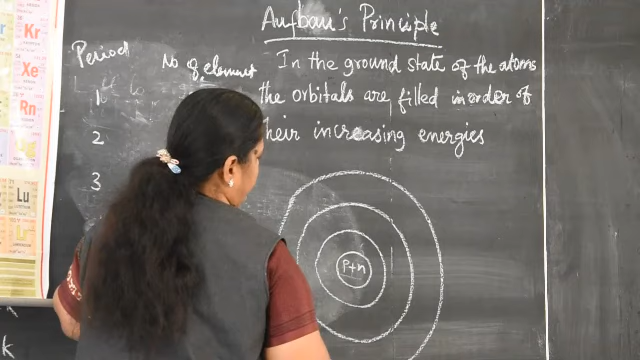 Aufbau's Principle
Period
No of element
In the ground state of the atoms
the orbitals are filled in order of
their increasing energies
1
2
3
P+n
Kr
Xe
Rn
Lu
Lr
K